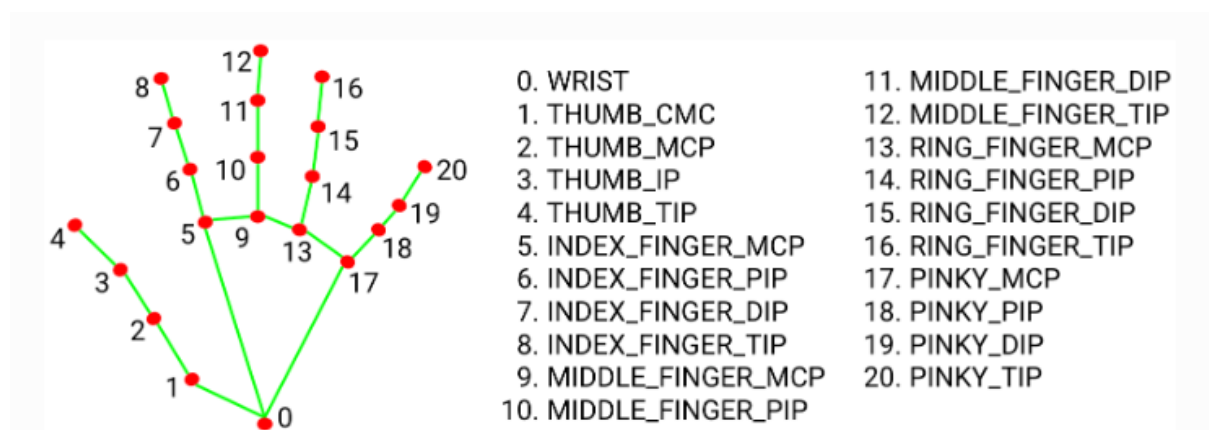 12
8
16
11
7
15
10
6
14
20
19
5
9
18
4
13
3
17
2
1
0
0. WRIST
1. THUMB_CMC
2. THUMB_MCP
3. THUMB_IP
4. THUMB_TIP
5. INDEX_FINGER_MCP
6. INDEX_FINGER_PIP
7. INDEX_FINGER_DIP
8. INDEX_FINGER_TIP
9. MIDDLE_FINGER_MCP
10. MIDDLE_FINGER_PIP
11. MIDDLE_FINGER_DIP
12. MIDDLE_FINGER_TIP
13. RING_FINGER_MCP
14. RING_FINGER_PIP
15. RING_FINGER_DIP
16. RING_FINGER_TIP
17. PINKY_MCP
18. PINKY_PIP
19. PINKY_DIP
20. PINKY_TIP